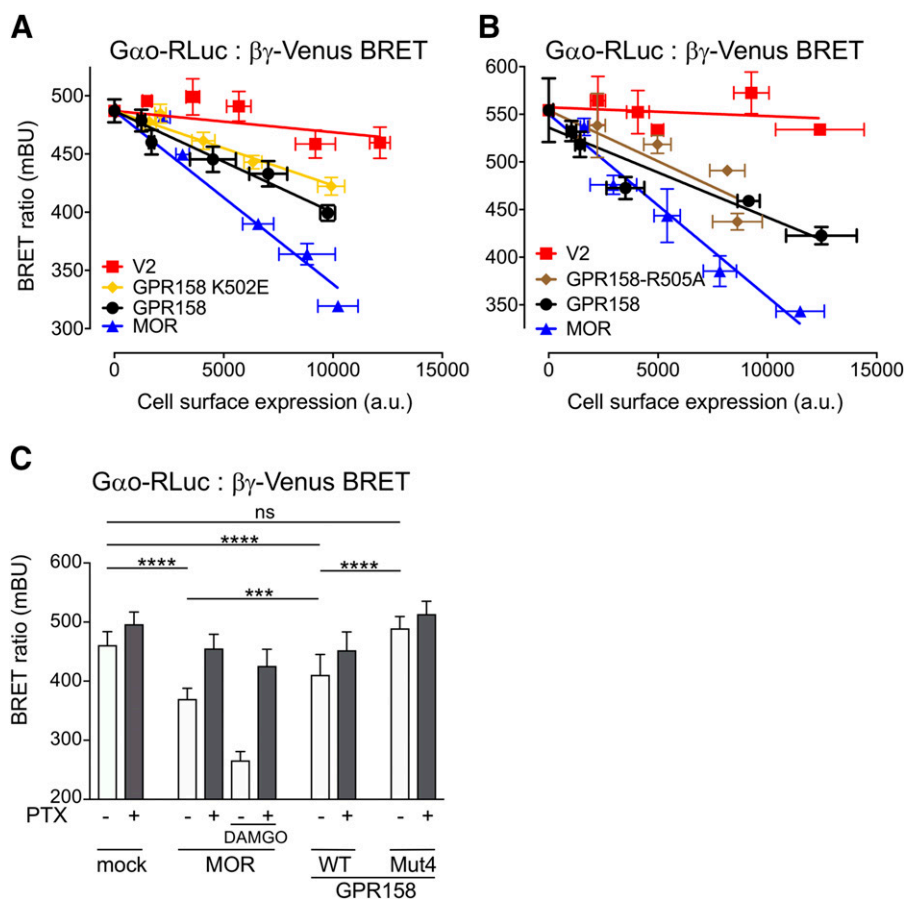 A
Gαo-RLuc : βγ-Venus BRET
BRET ratio (mBU)
500
450
400
350
300
V2
GPR158 K502E
GPR158
MOR
0 5000 10000 15000
Cell surface expression (a.u.)
B
Gαo-RLuc : βγ-Venus BRET
600
550
500
450
400
350
V2
GPR158-R505A
GPR158
MOR
0 5000 10000 15000
Cell surface expression (a.u.)
C
Gαo-RLuc : βγ-Venus BRET
BRET ratio (mBU)
600
500
400
300
200
ns
****
**** ****
***
PTX - + - + - + - + - +
DAMGO
mock MOR WT Mut4
GPR158